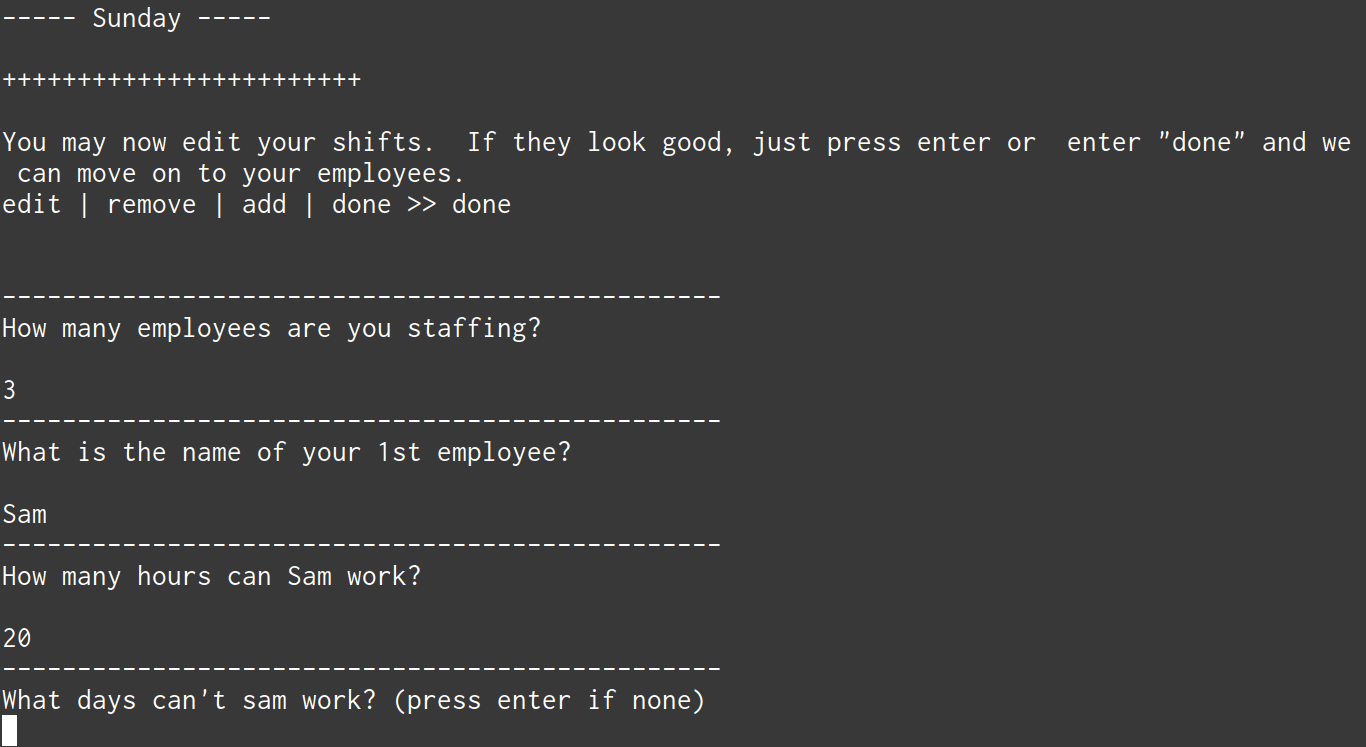 ----- Sunday -----
++++++++++++++++++++++++
You may now edit your shifts.  If they look good, just press enter or  enter "done" and we
 can move on to your employees.
edit | remove | add | done >> done
------------------------------------------------
How many employees are you staffing?
3
------------------------------------------------
What is the name of your 1st employee?
Sam
------------------------------------------------
How many hours can Sam work?
20
------------------------------------------------
What days can't sam work? (press enter if none)